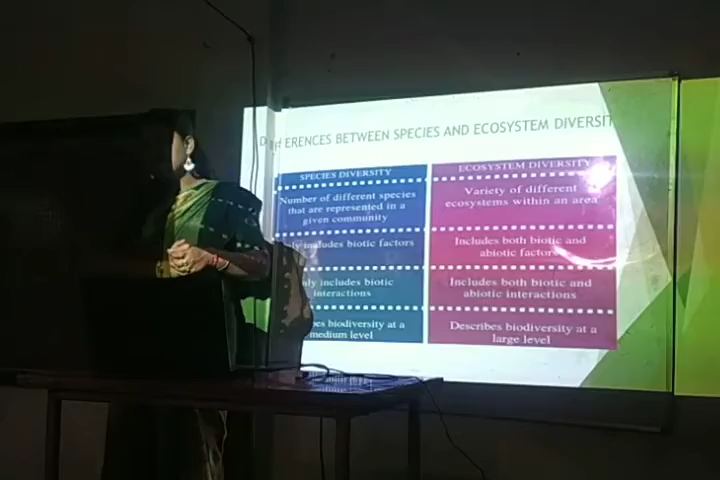 DIFFERENCES BETWEEN SPECIES AND ECOSYSTEM DIVERSIT
SPECIES DIVERSITY
Number of different species
that are represented in a
given community
includes biotic factors
includes biotic
interactions
biodiversity at a
medium level
ECOSYSTEM DIVERSITY
Variety of different
ecosystems within an area
Includes both biotic and
abiotic factors
Includes both biotic and
abiotic interactions
Describes biodiversity at a
large level